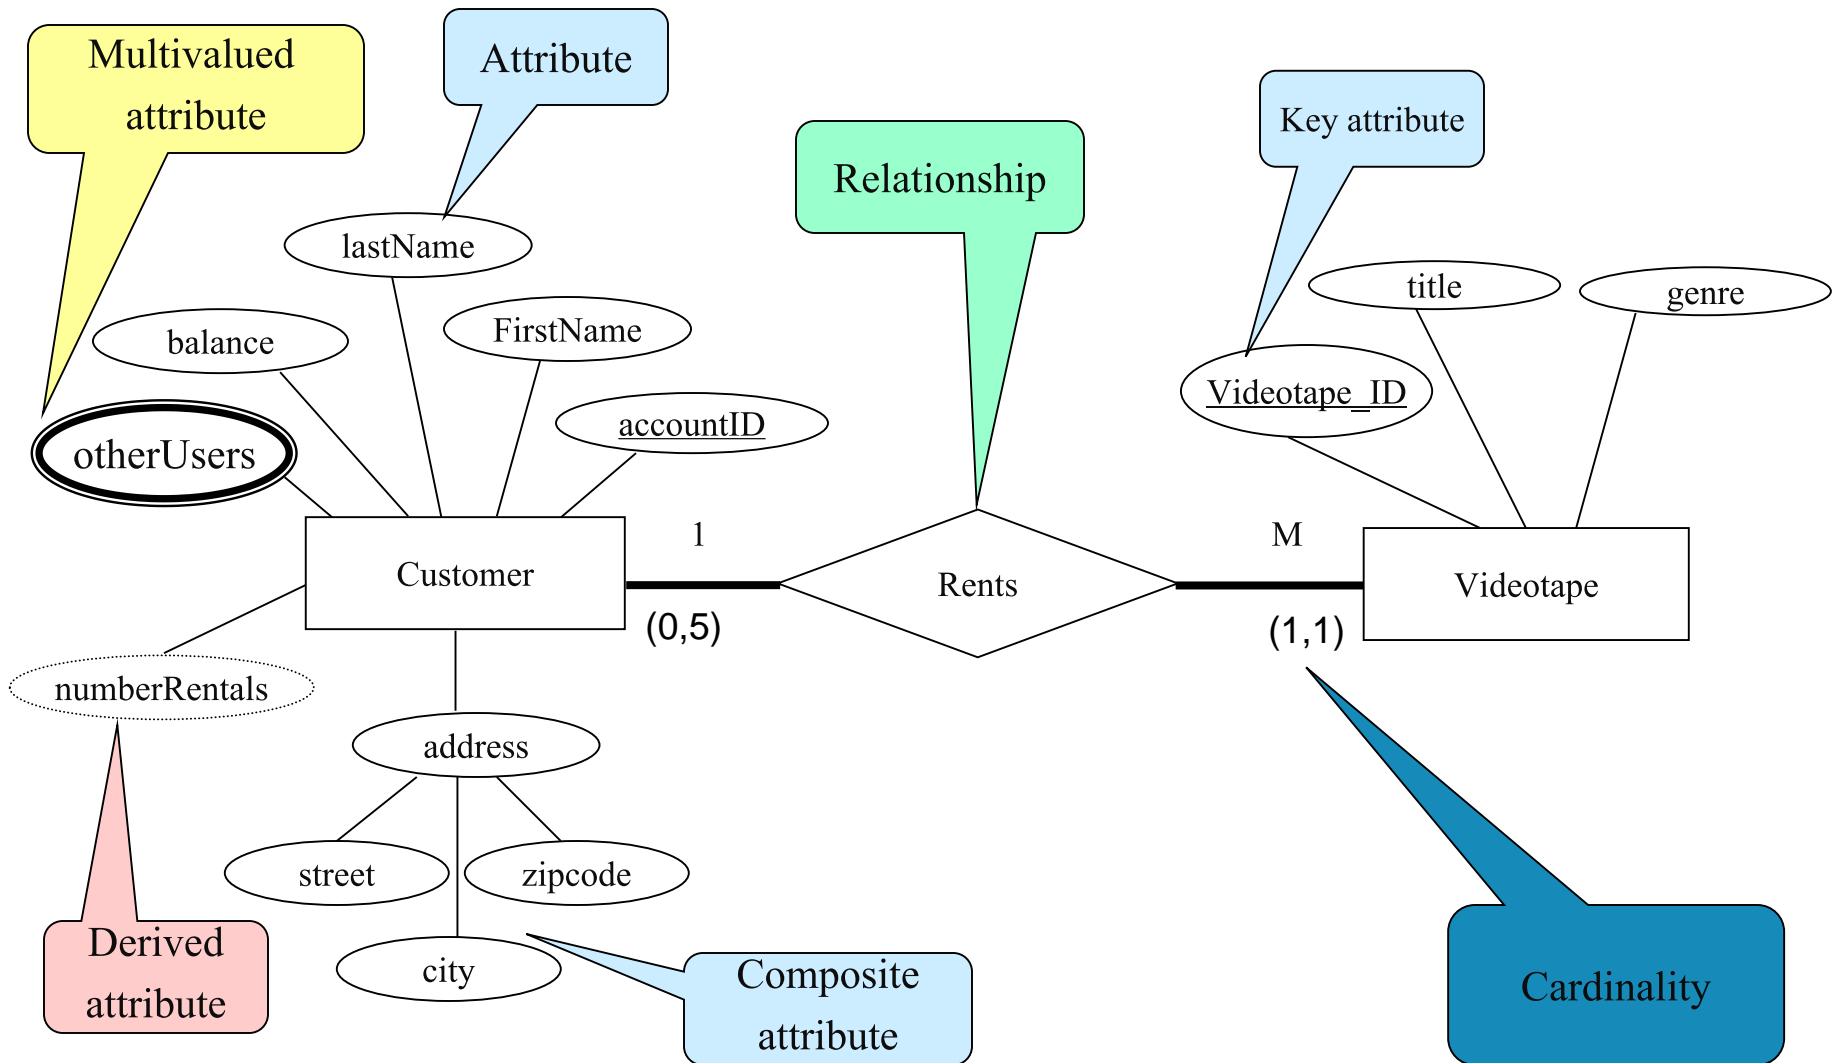 Multivalued
attribute
Attribute
Key attribute
Relationship
lastName
title
genre
FirstName
balance
Videotape_ID
accountID
otherUsers
1
M
Customer
Rents
Videotape
(0,5)
(1,1)
numberRentals
address
street
zipcode
city
Derived
attribute
Composite
attribute
Cardinality